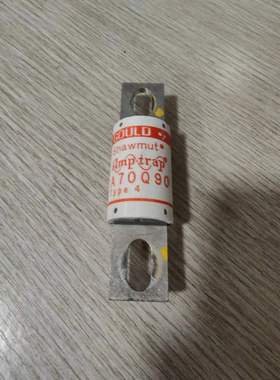 GOULD
Shawmut
Amp-trap
A70Q90
Type 4